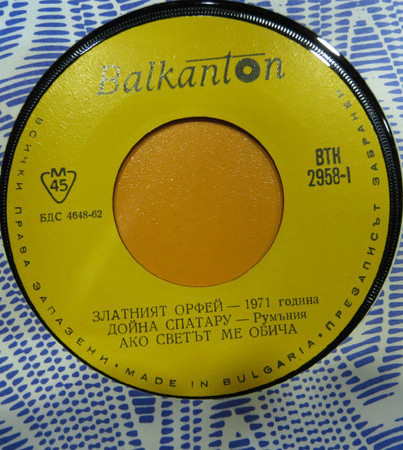 Balkanton
M
45
БДС 4648-62
ВТК
2958-I
ЗЛАТНИЯТ ОРФЕЙ — 1971 година
ДОЙНА СПАТАРУ — Румъния
АКО СВЕТЪТ МЕ ОБИЧА
ВСИЧКИ ПРАВА ЗАПАЗЕНИ • MADE IN BULGARIA • ПРЕЗАПИСЪТ ЗАБРАНЕН